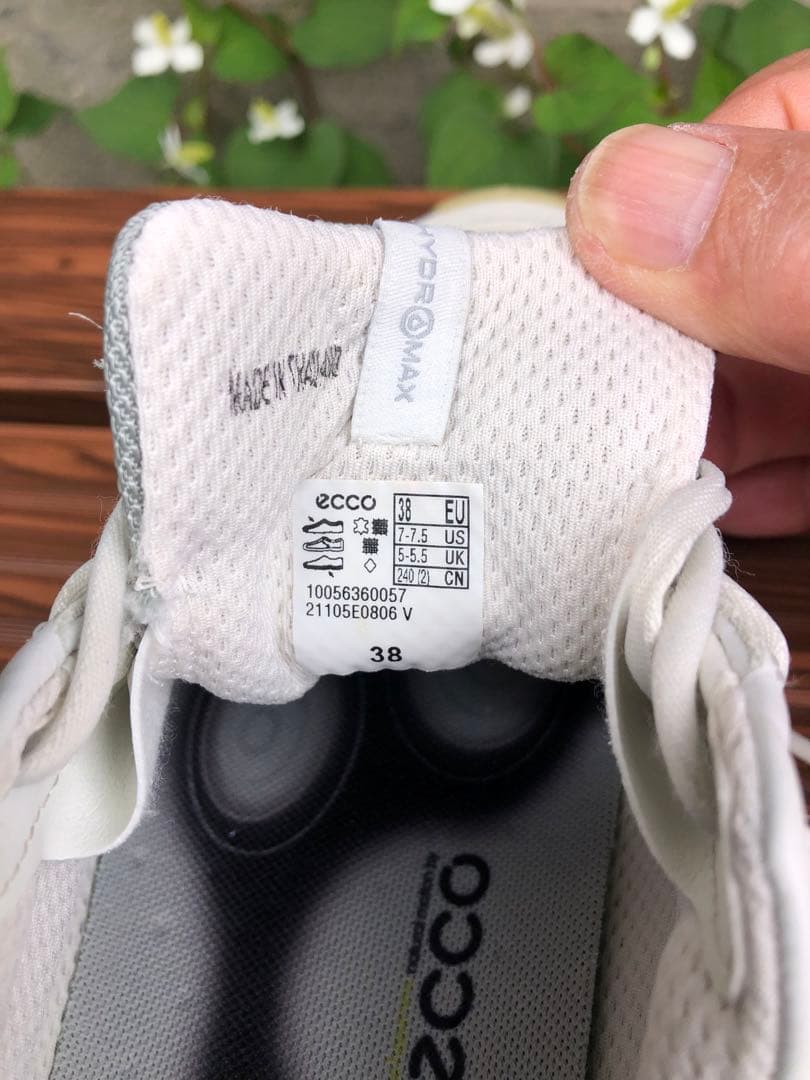 HYDROMAX
MADE IN THAILAND
ecco
38 EU
7-7.5 US
5-5.5 UK
240 (2) CN
10056360057
21105E0806 V
38
ecco